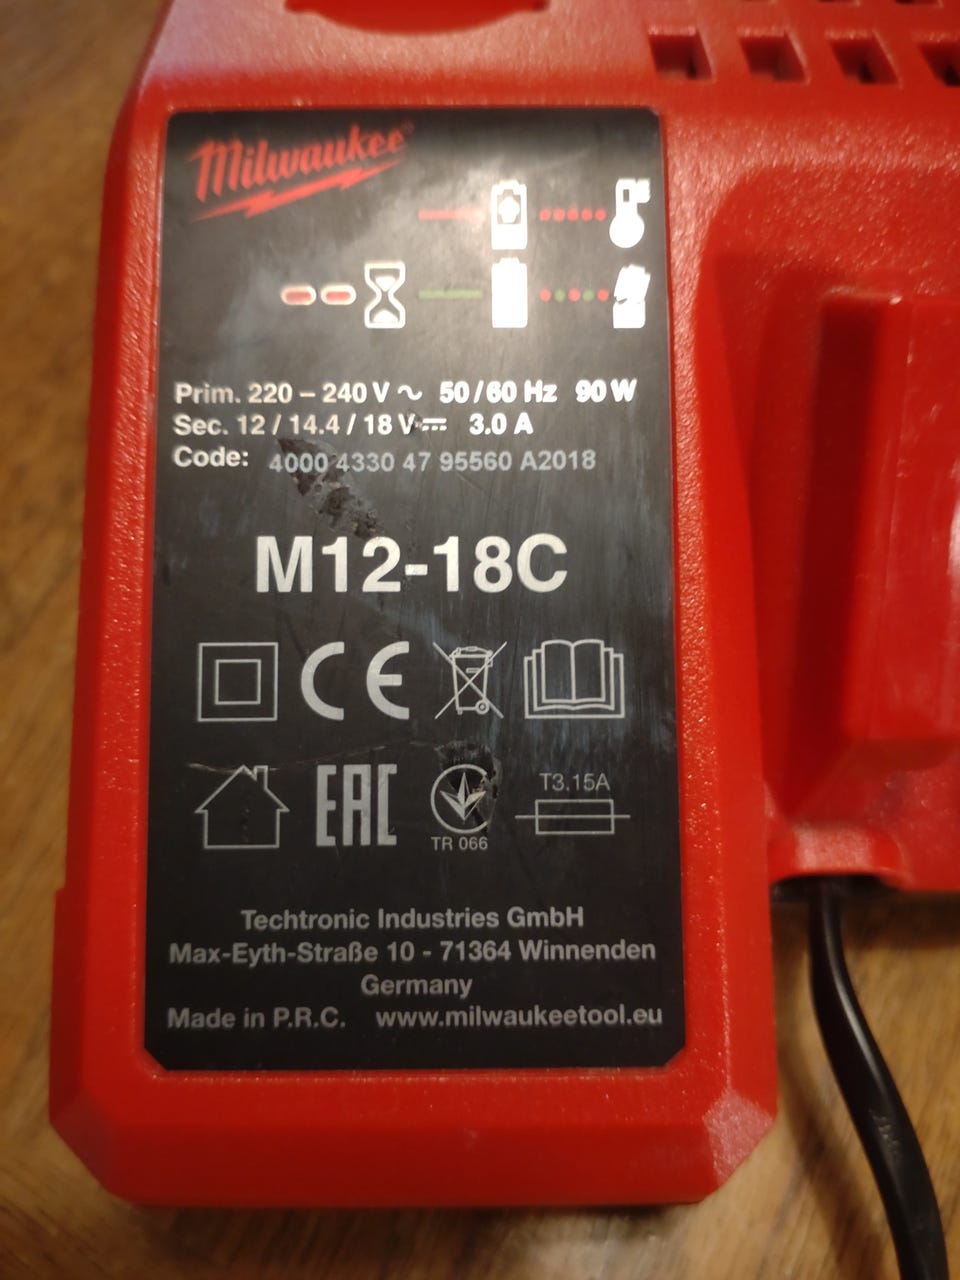 Milwaukee®
Prim. 220 – 240 V ∿ 50/60 Hz 90 W
Sec. 12 / 14.4 / 18 V ⎓ 3.0 A
Code: 4000 4330 47 95560 A2018
M12-18C
CE
EAC
T3.15A
TR 066
Techtronic Industries GmbH
Max-Eyth-Straße 10 - 71364 Winnenden
Germany
Made in P.R.C. www.milwaukeetool.eu